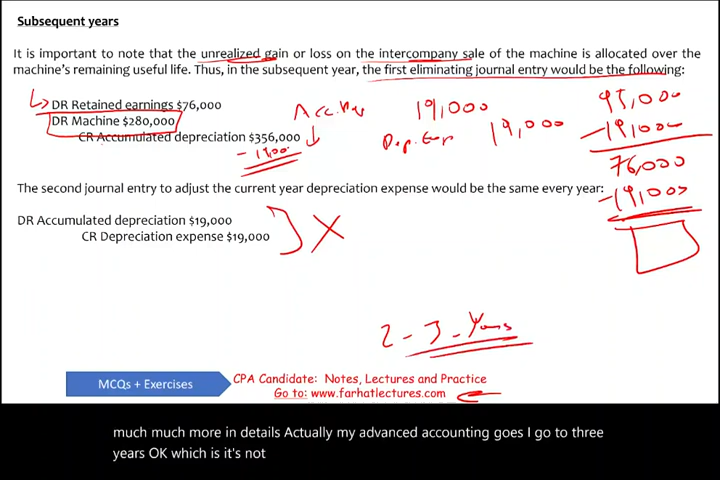 Subsequent years
It is important to note that the unrealized gain or loss on the intercompany sale of the machine is allocated over the
machine's remaining useful life. Thus, in the subsequent year, the first eliminating journal entry would be the following:
DR Retained earnings $76,000
DR Machine $280,000
CR Accumulated depreciation $356,000
19,000
19,000
95,000
-19,000
76,000
-19,000
The second journal entry to adjust the current year depreciation expense would be the same every year:
DR Accumulated depreciation $19,000
CR Depreciation expense $19,000
2-3-Years
MCQs + Exercises
CPA Candidate: Notes, Lectures and Practice
Go to: www.farhatlectures.com
much much more in details Actually my advanced accounting goes I go to three
years OK which is it's not